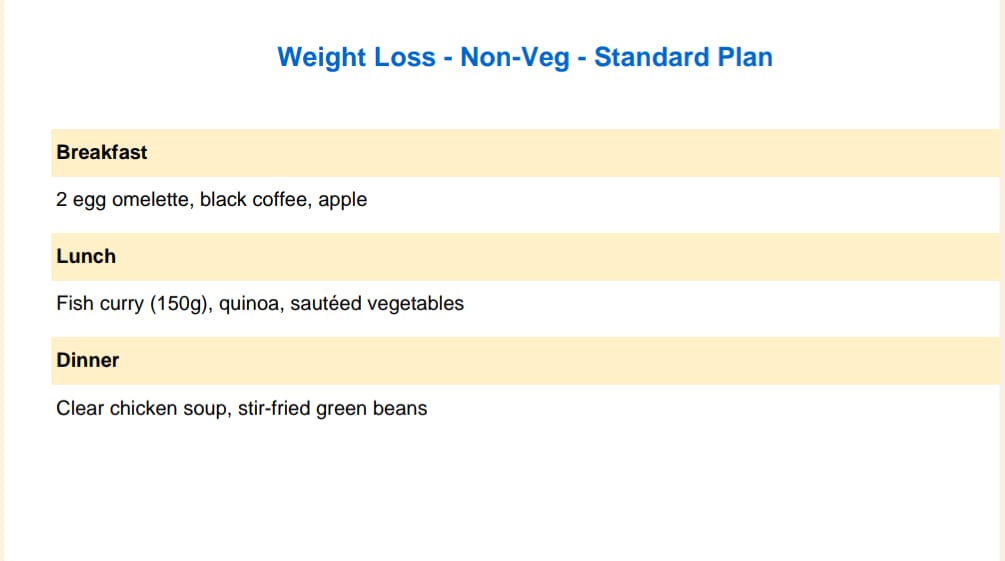 Weight Loss - Non-Veg - Standard Plan
Breakfast
2 egg omelette, black coffee, apple
Lunch
Fish curry (150g), quinoa, sautéed vegetables
Dinner
Clear chicken soup, stir-fried green beans